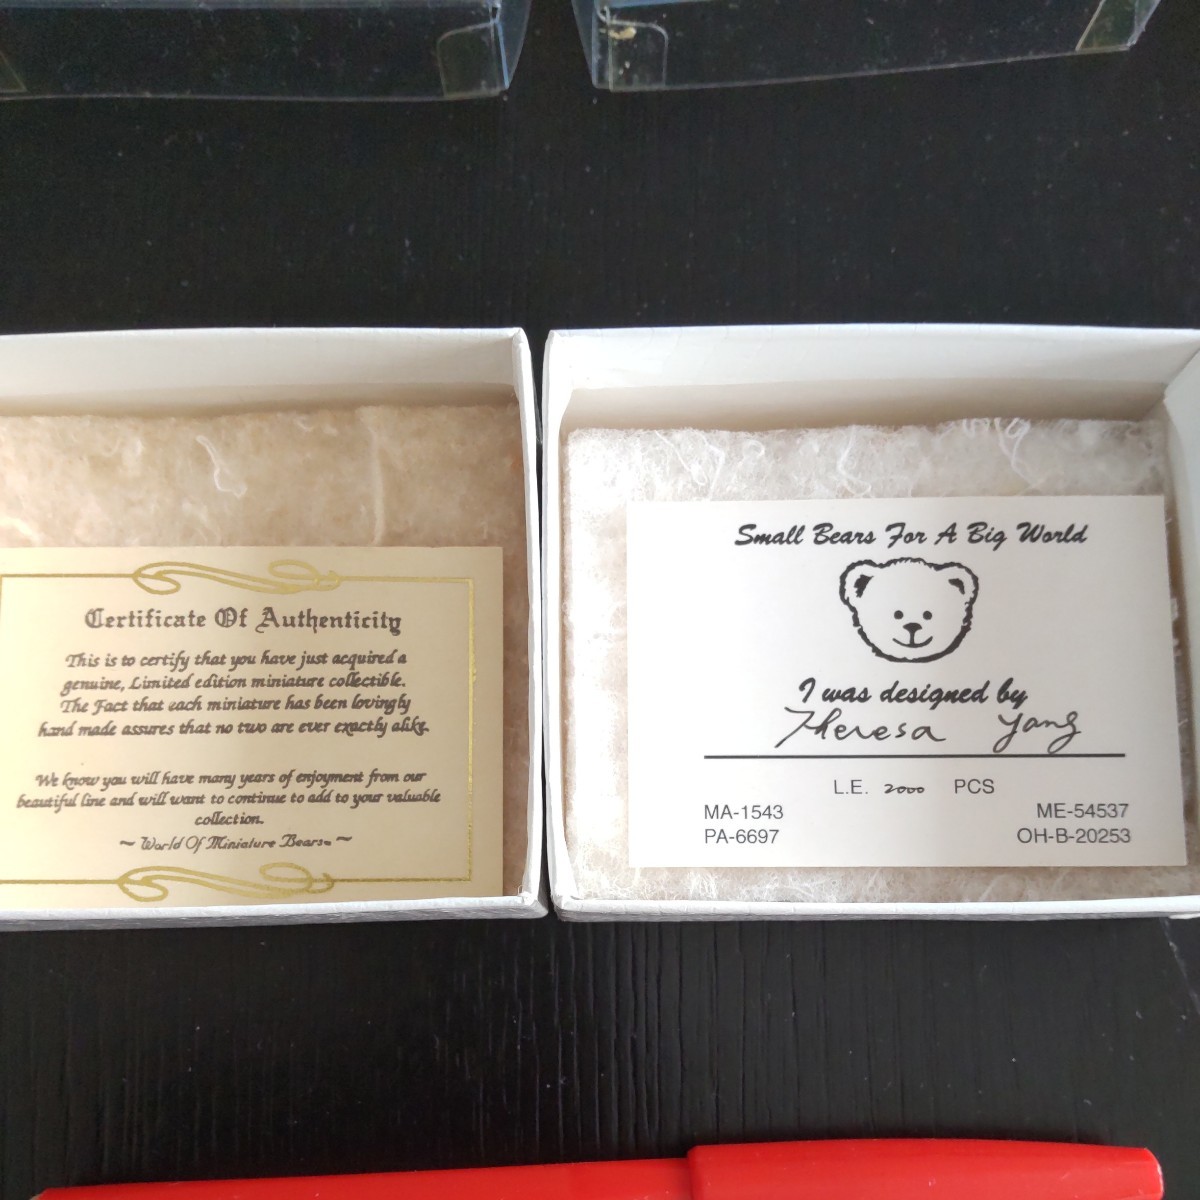 Certificate Of Authenticity
This is to certify that you have just acquired a
genuine, Limited edition miniature collectible.
The Fact that each miniature has been lovingly
hand made assures that no two are ever exactly alike.
We know you will have many years of enjoyment from our
beautiful line and will want to continue to add to your valuable
collection.
~ World Of Miniature Bears ~
Small Bears For A Big World
I was designed by
Theresa Yang
L.E. 2000 PCS
MA-1543 ME-54537
PA-6697 OH-B-20253